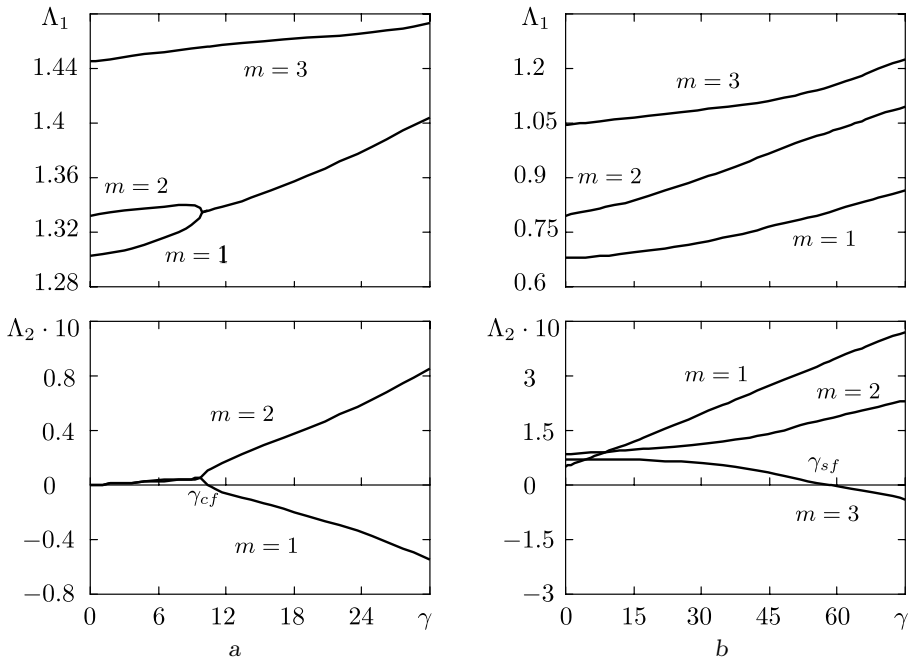 Λ₁
1.44
1.4
1.36
1.32
1.28
m = 3
m = 2
m = 1
Λ₁
1.2
1.05
0.9
0.75
0.6
m = 3
m = 2
m = 1
Λ₂ · 10
0.8
0.4
0
−0.4
−0.8
m = 2
γcf
m = 1
0 6 12 18 24 γ
a
Λ₂ · 10
3
1.5
0
−1.5
−3
m = 1
m = 2
γsf
m = 3
0 15 30 45 60 γ
b